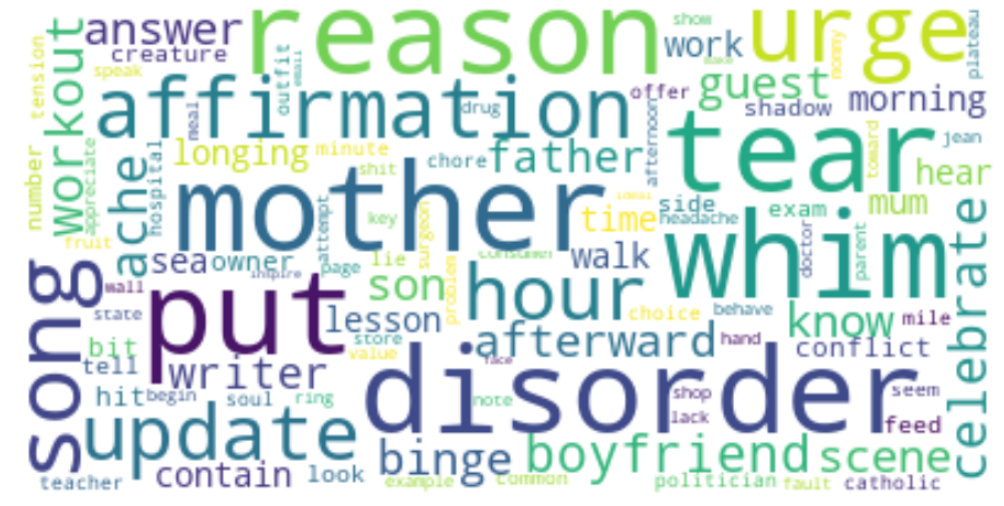 answer reason show urge
creature work
tension speak workout outfit email guest plateau
affirmation meal drug offer shadow morning
tear jean
number appreciate ache hospital longing minute chore father afternoon toward hear
shit mother key surgeon side headache exam mum
time
fruit attempt whim doctor parent celebrate
song sea owner inspire page lie consumer walk
wall son hour problem
put state lesson choice behave know mile
bit store afterward hand conflict
tell value face
writer disorder shop seem
hit begin soul ring note lack feed
update binge boyfriend scene
teacher contain look example common politician fault catholic